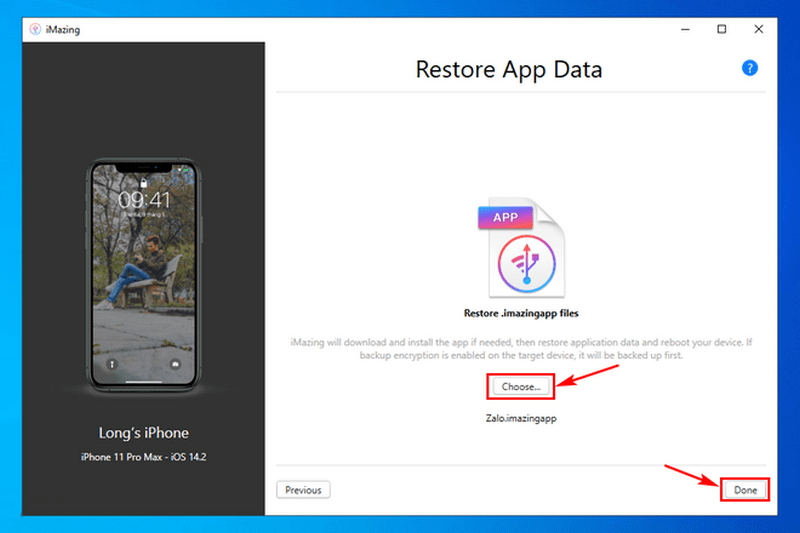 iMazing
Restore App Data
?
APP
09:41
Restore .imazingapp files
iMazing will download and install the app if needed, then restore application data and reboot your device. If
backup encryption is enabled on the target device, it will be backed up first.
Choose...
Zalo.imazingapp
Long's iPhone
iPhone 11 Pro Max - iOS 14.2
Previous
Done